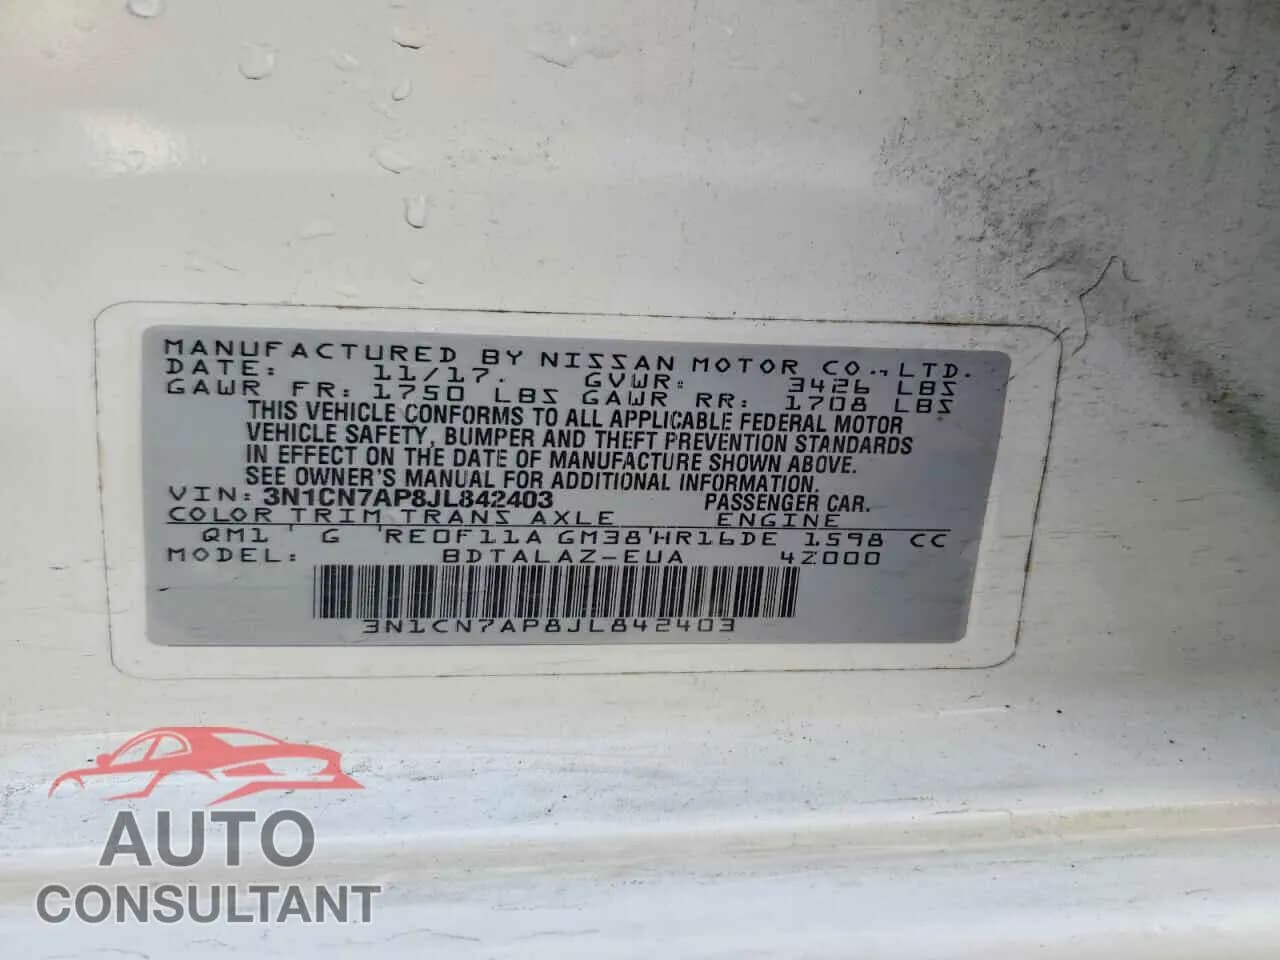 MANUFACTURED BY NISSAN MOTOR CO., LTD.
DATE: 11/17. GVWR: 3426 LBS
GAWR FR: 1750 LBS GAWR RR: 1708 LBS
THIS VEHICLE CONFORMS TO ALL APPLICABLE FEDERAL MOTOR
VEHICLE SAFETY, BUMPER AND THEFT PREVENTION STANDARDS
IN EFFECT ON THE DATE OF MANUFACTURE SHOWN ABOVE.
SEE OWNER'S MANUAL FOR ADDITIONAL INFORMATION.
VIN: 3N1CN7AP8JL842403 PASSENGER CAR.
COLOR TRIM TRANS AXLE ENGINE
QM1 ' G 'RE0F11A GM38'HR16DE 1598 CC
MODEL: BDTALAZ-EUA 4Z000
3N1CN7AP8JL842403
AUTO
CONSULTANT